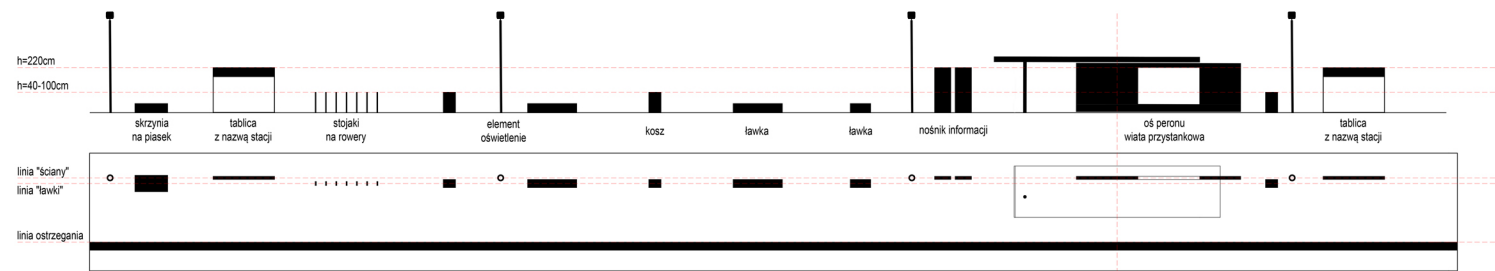 h=220cm
h=40-100cm
skrzynia
na piasek
tablica
z nazwą stacji
stojaki
na rowery
element
oświetlenie
kosz
ławka
ławka
nośnik informacji
oś peronu
wiata przystankowa
tablica
z nazwą stacji
linia "ściany"
linia "ławki"
linia ostrzegania